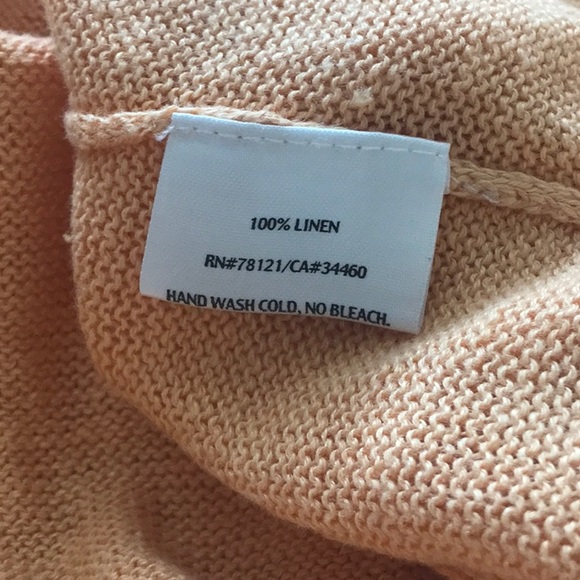 100% LINEN
RN#78121/CA#34460
HAND WASH COLD, NO BLEACH.